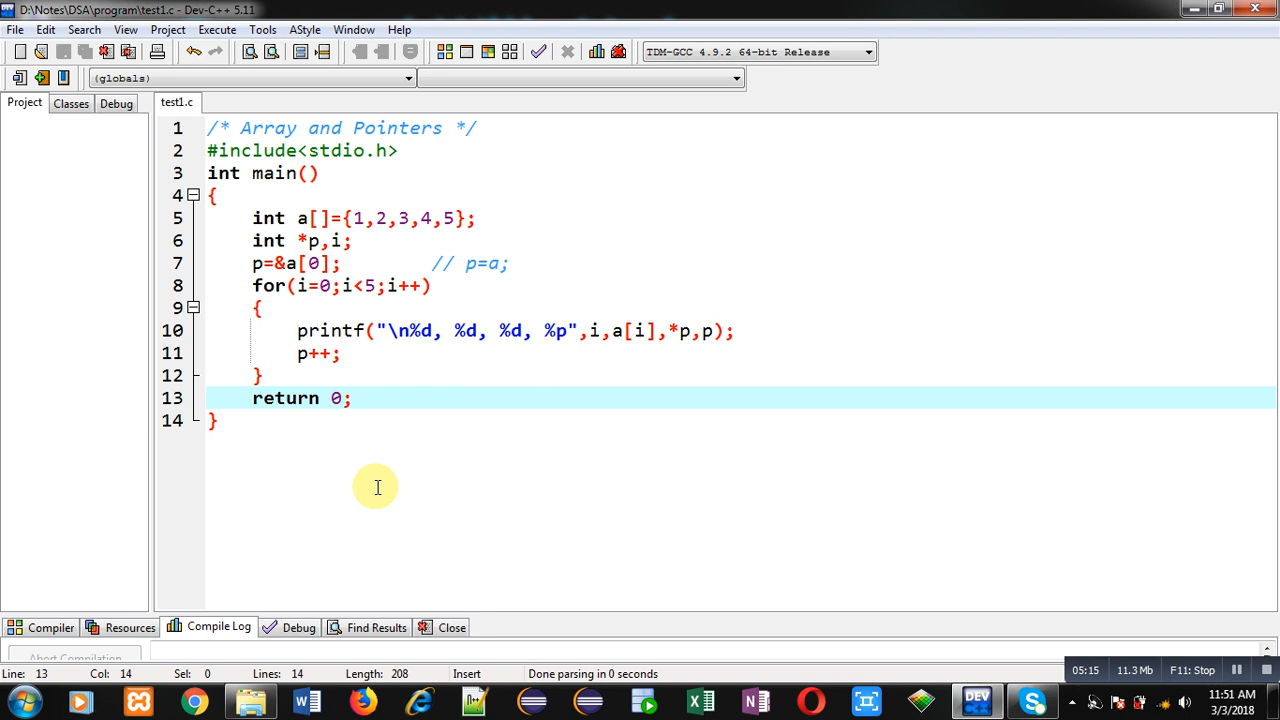 D:\Notes\DSA\program\test1.c - Dev-C++ 5.11
File Edit Search View Project Execute Tools AStyle Window Help
TDM-GCC 4.9.2 64-bit Release
(globals)
Project Classes Debug test1.c
1 /* Array and Pointers */
2 #include<stdio.h>
3 int main()
4 {
5 int a[]={1,2,3,4,5};
6 int *p,i;
7 p=&a[0]; // p=a;
8 for(i=0;i<5;i++)
9 {
10 printf("\n%d, %d, %d, %p",i,a[i],*p,p);
11 p++;
12 }
13 return 0;
14 }
Compiler Resources Compile Log Debug Find Results Close
Abort Compilation
Line: 13 Col: 14 Sel: 0 Lines: 14 Length: 208 Insert Done parsing in 0 seconds
05:15 11.3 Mb F11: Stop
DEV
11:51 AM
3/3/2018